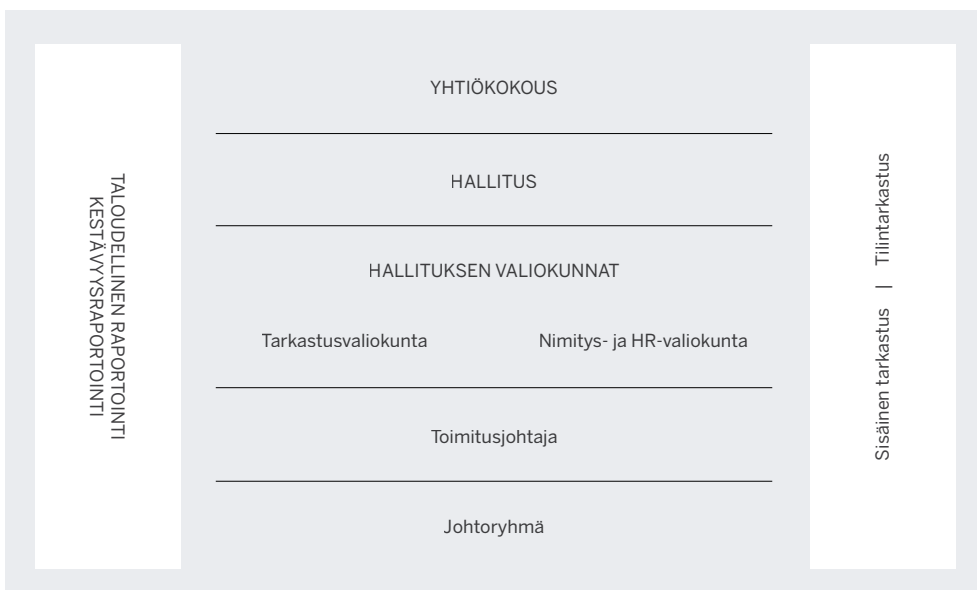 TALOUDELLINEN RAPORTOINTI
KESTÄVYYSRAPORTOINTI
YHTIÖKOKOUS
HALLITUS
HALLITUKSEN VALIOKUNNAT
Tarkastusvaliokunta
Nimitys- ja HR-valiokunta
Toimitusjohtaja
Johtoryhmä
Sisäinen tarkastus | Tilintarkastus